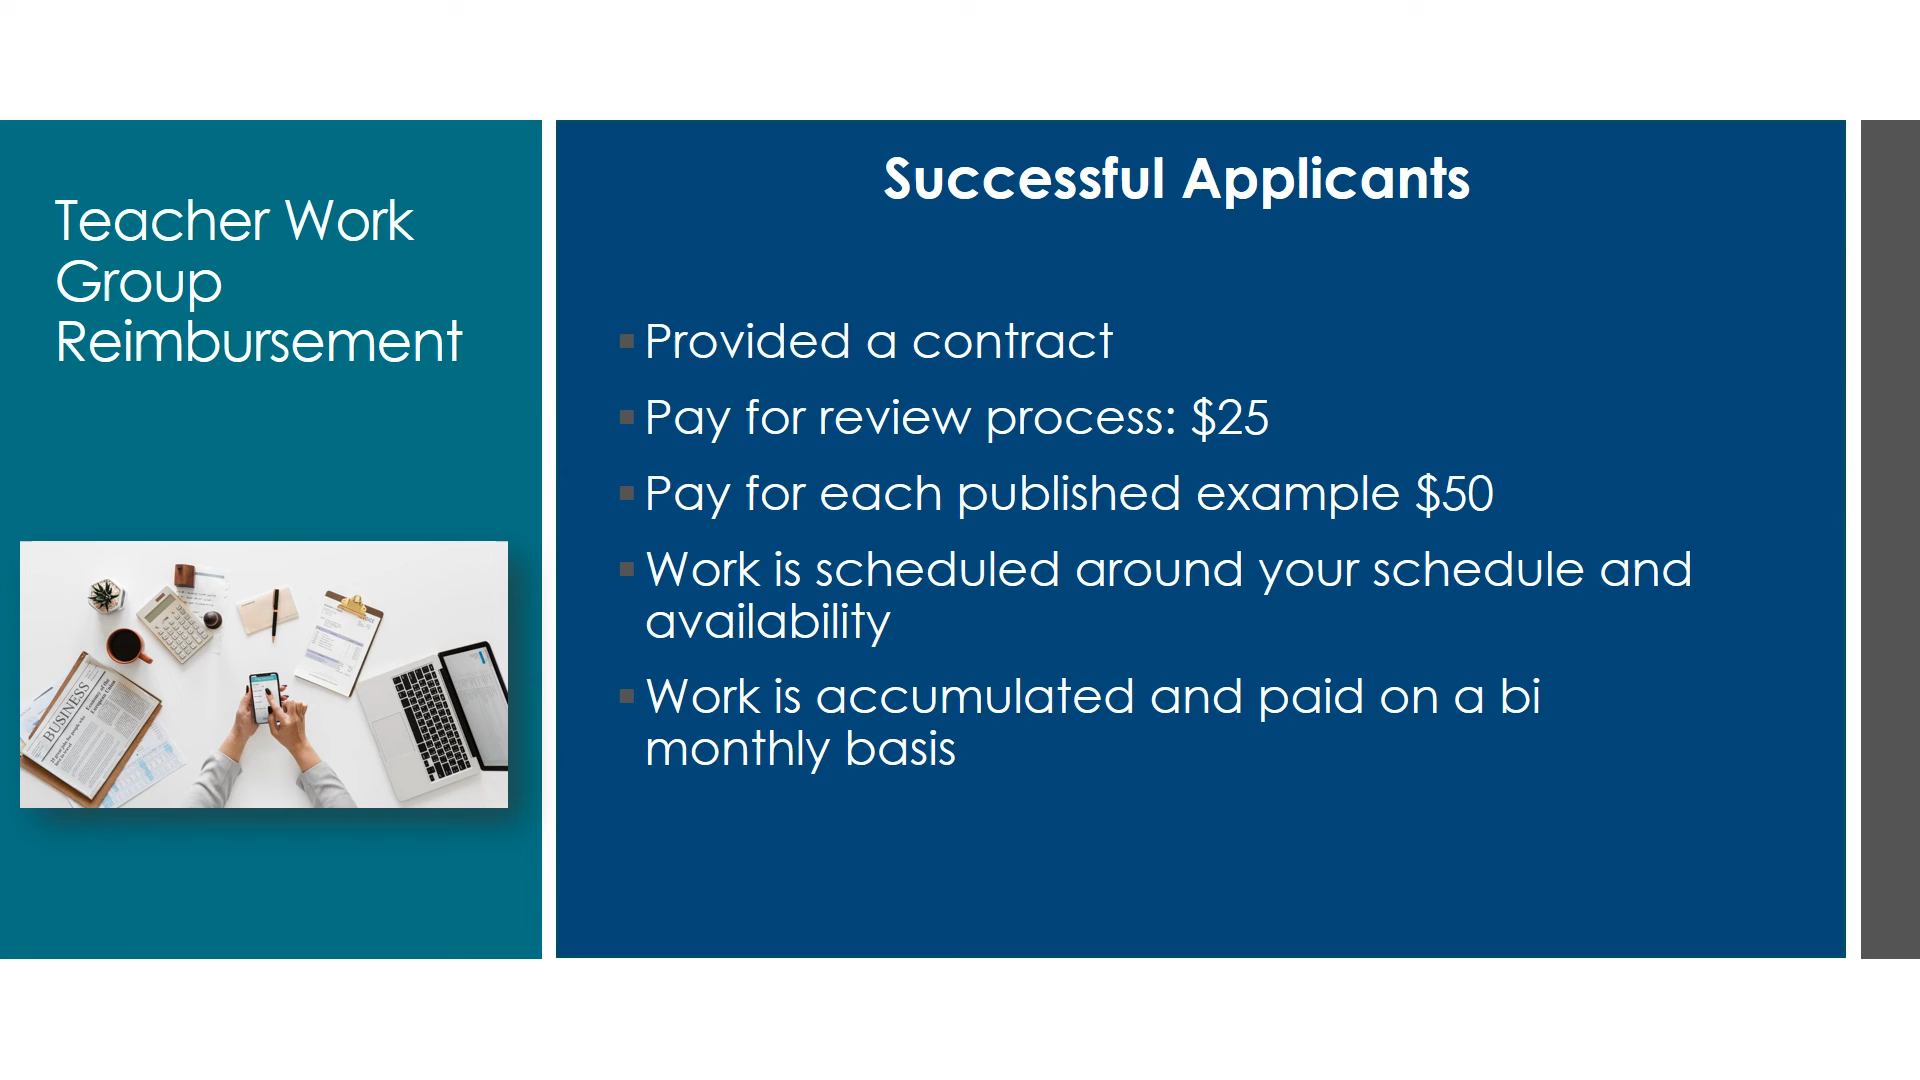 Teacher Work
Group
Reimbursement
BUSINESS
Successful Applicants
Provided a contract
Pay for review process: $25
Pay for each published example $50
Work is scheduled around your schedule and
availability
Work is accumulated and paid on a bi
monthly basis